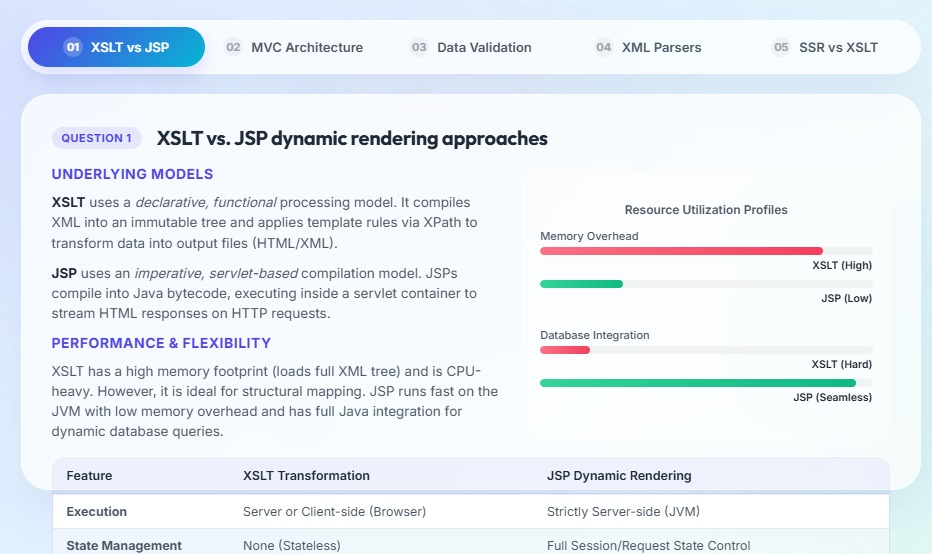 01 XSLT vs JSP
02 MVC Architecture
03 Data Validation
04 XML Parsers
05 SSR vs XSLT
QUESTION 1
XSLT vs. JSP dynamic rendering approaches
UNDERLYING MODELS
XSLT uses a declarative, functional processing model. It compiles
XML into an immutable tree and applies template rules via XPath to
transform data into output files (HTML/XML).
JSP uses an imperative, servlet-based compilation model. JSPs
compile into Java bytecode, executing inside a servlet container to
stream HTML responses on HTTP requests.
PERFORMANCE & FLEXIBILITY
XSLT has a high memory footprint (loads full XML tree) and is CPU-
heavy. However, it is ideal for structural mapping. JSP runs fast on the
JVM with low memory overhead and has full Java integration for
dynamic database queries.
Resource Utilization Profiles
Memory Overhead
XSLT (High)
JSP (Low)
Database Integration
XSLT (Hard)
JSP (Seamless)
Feature XSLT Transformation JSP Dynamic Rendering
Execution Server or Client-side (Browser) Strictly Server-side (JVM)
State Management None (Stateless) Full Session/Request State Control